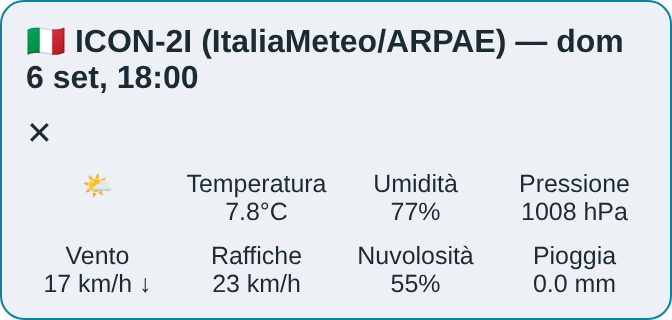 🇮🇹 ICON-2I (ItaliaMeteo/ARPAE) — dom
6 set, 18:00
✕
🌤️ Temperatura Umidità Pressione
7.8°C 77% 1008 hPa
Vento Raffiche Nuvolosità Pioggia
17 km/h ↓ 23 km/h 55% 0.0 mm